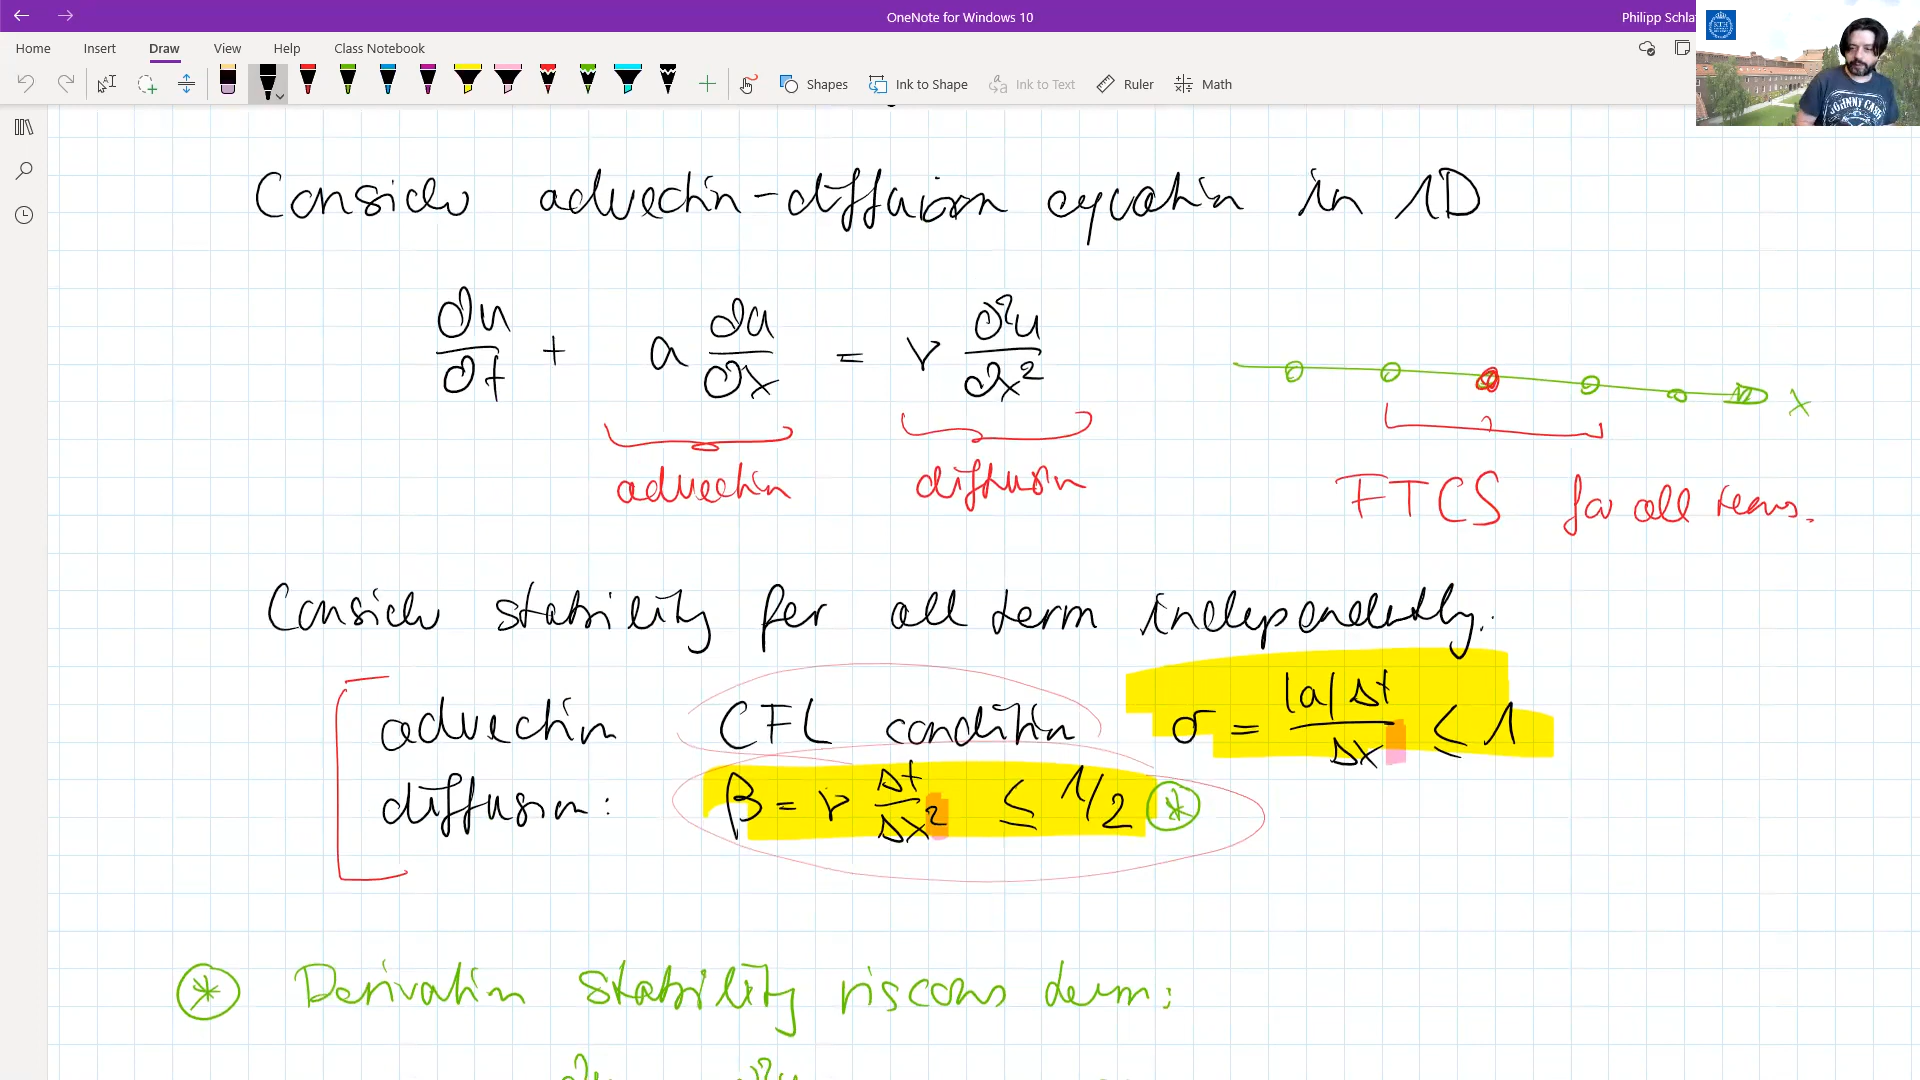 OneNote for Windows 10
Philipp Schla
Home Insert Draw View Help Class Notebook
Shapes Ink to Shape Ink to Text Ruler Math
JOHNNY CASH
Consider advection-diffusion equation in 1D
∂u/∂t + a ∂u/∂x = ν ∂²u/∂x²
x
advection diffusion
FTCS for all terms.
Consider stability for all term independently.
advection CFL condition σ = |a|Δt/Δx ≤ 1
diffusion: β = ν Δt/Δx² ≤ 1/2 *
* Derivation stability viscous term: